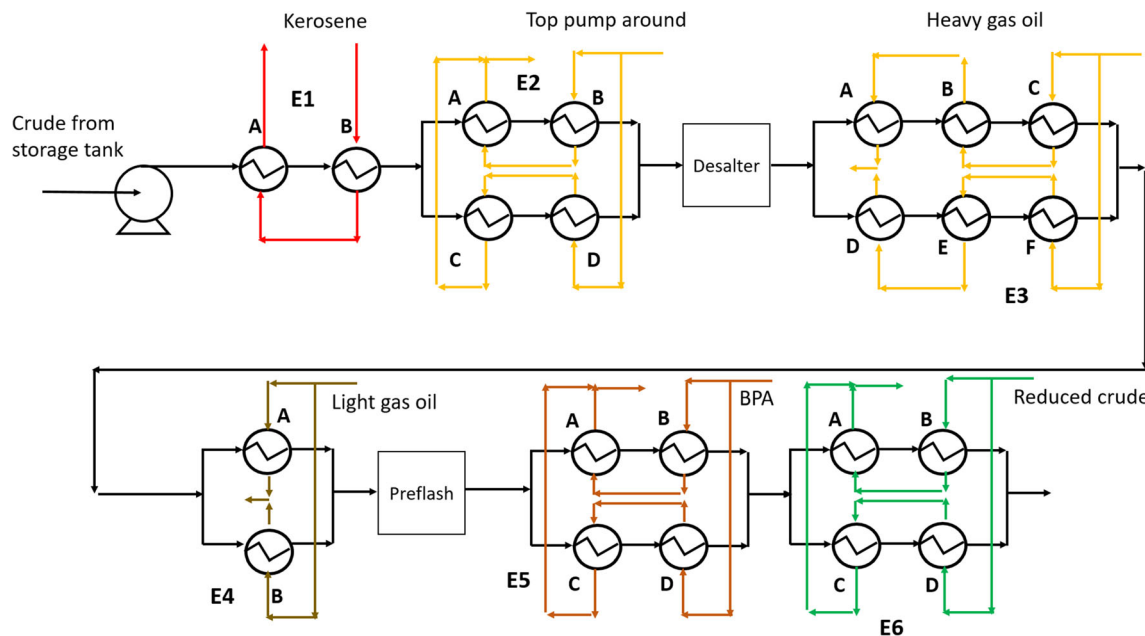 Kerosene
Top pump around
Heavy gas oil
E1
E2
A
B
A
B
A
B
C
Crude from
storage tank
Desalter
C
D
D
E
F
E3
Light gas oil
BPA
Reduced crude
A
A
B
A
B
Preflash
E4
B
E5
C
D
C
D
E6